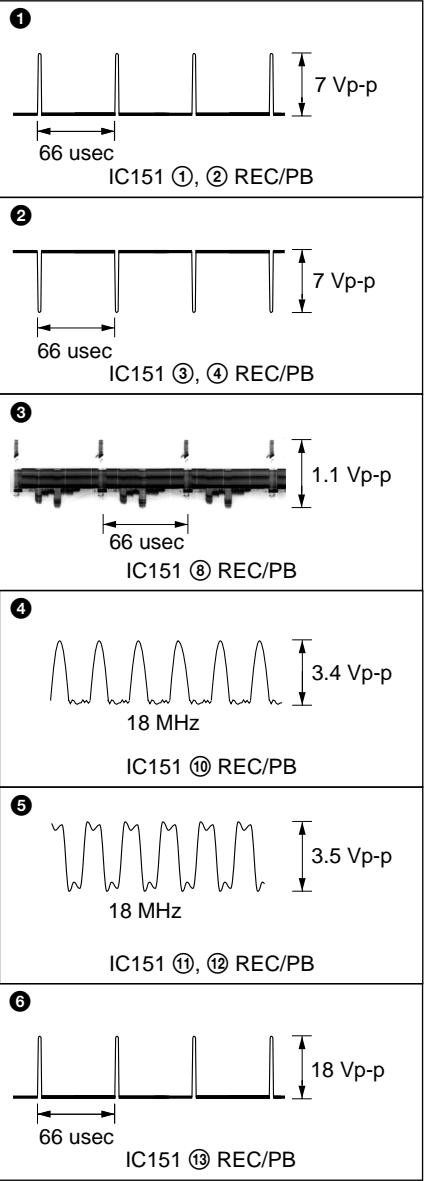 ❶
7 Vp-p
66 usec
IC151 ①, ② REC/PB
❷
7 Vp-p
66 usec
IC151 ③, ④ REC/PB
❸
1.1 Vp-p
66 usec
IC151 ⑧ REC/PB
❹
3.4 Vp-p
18 MHz
IC151 ⑩ REC/PB
❺
3.5 Vp-p
18 MHz
IC151 ⑪, ⑫ REC/PB
❻
18 Vp-p
66 usec
IC151 ⑬ REC/PB